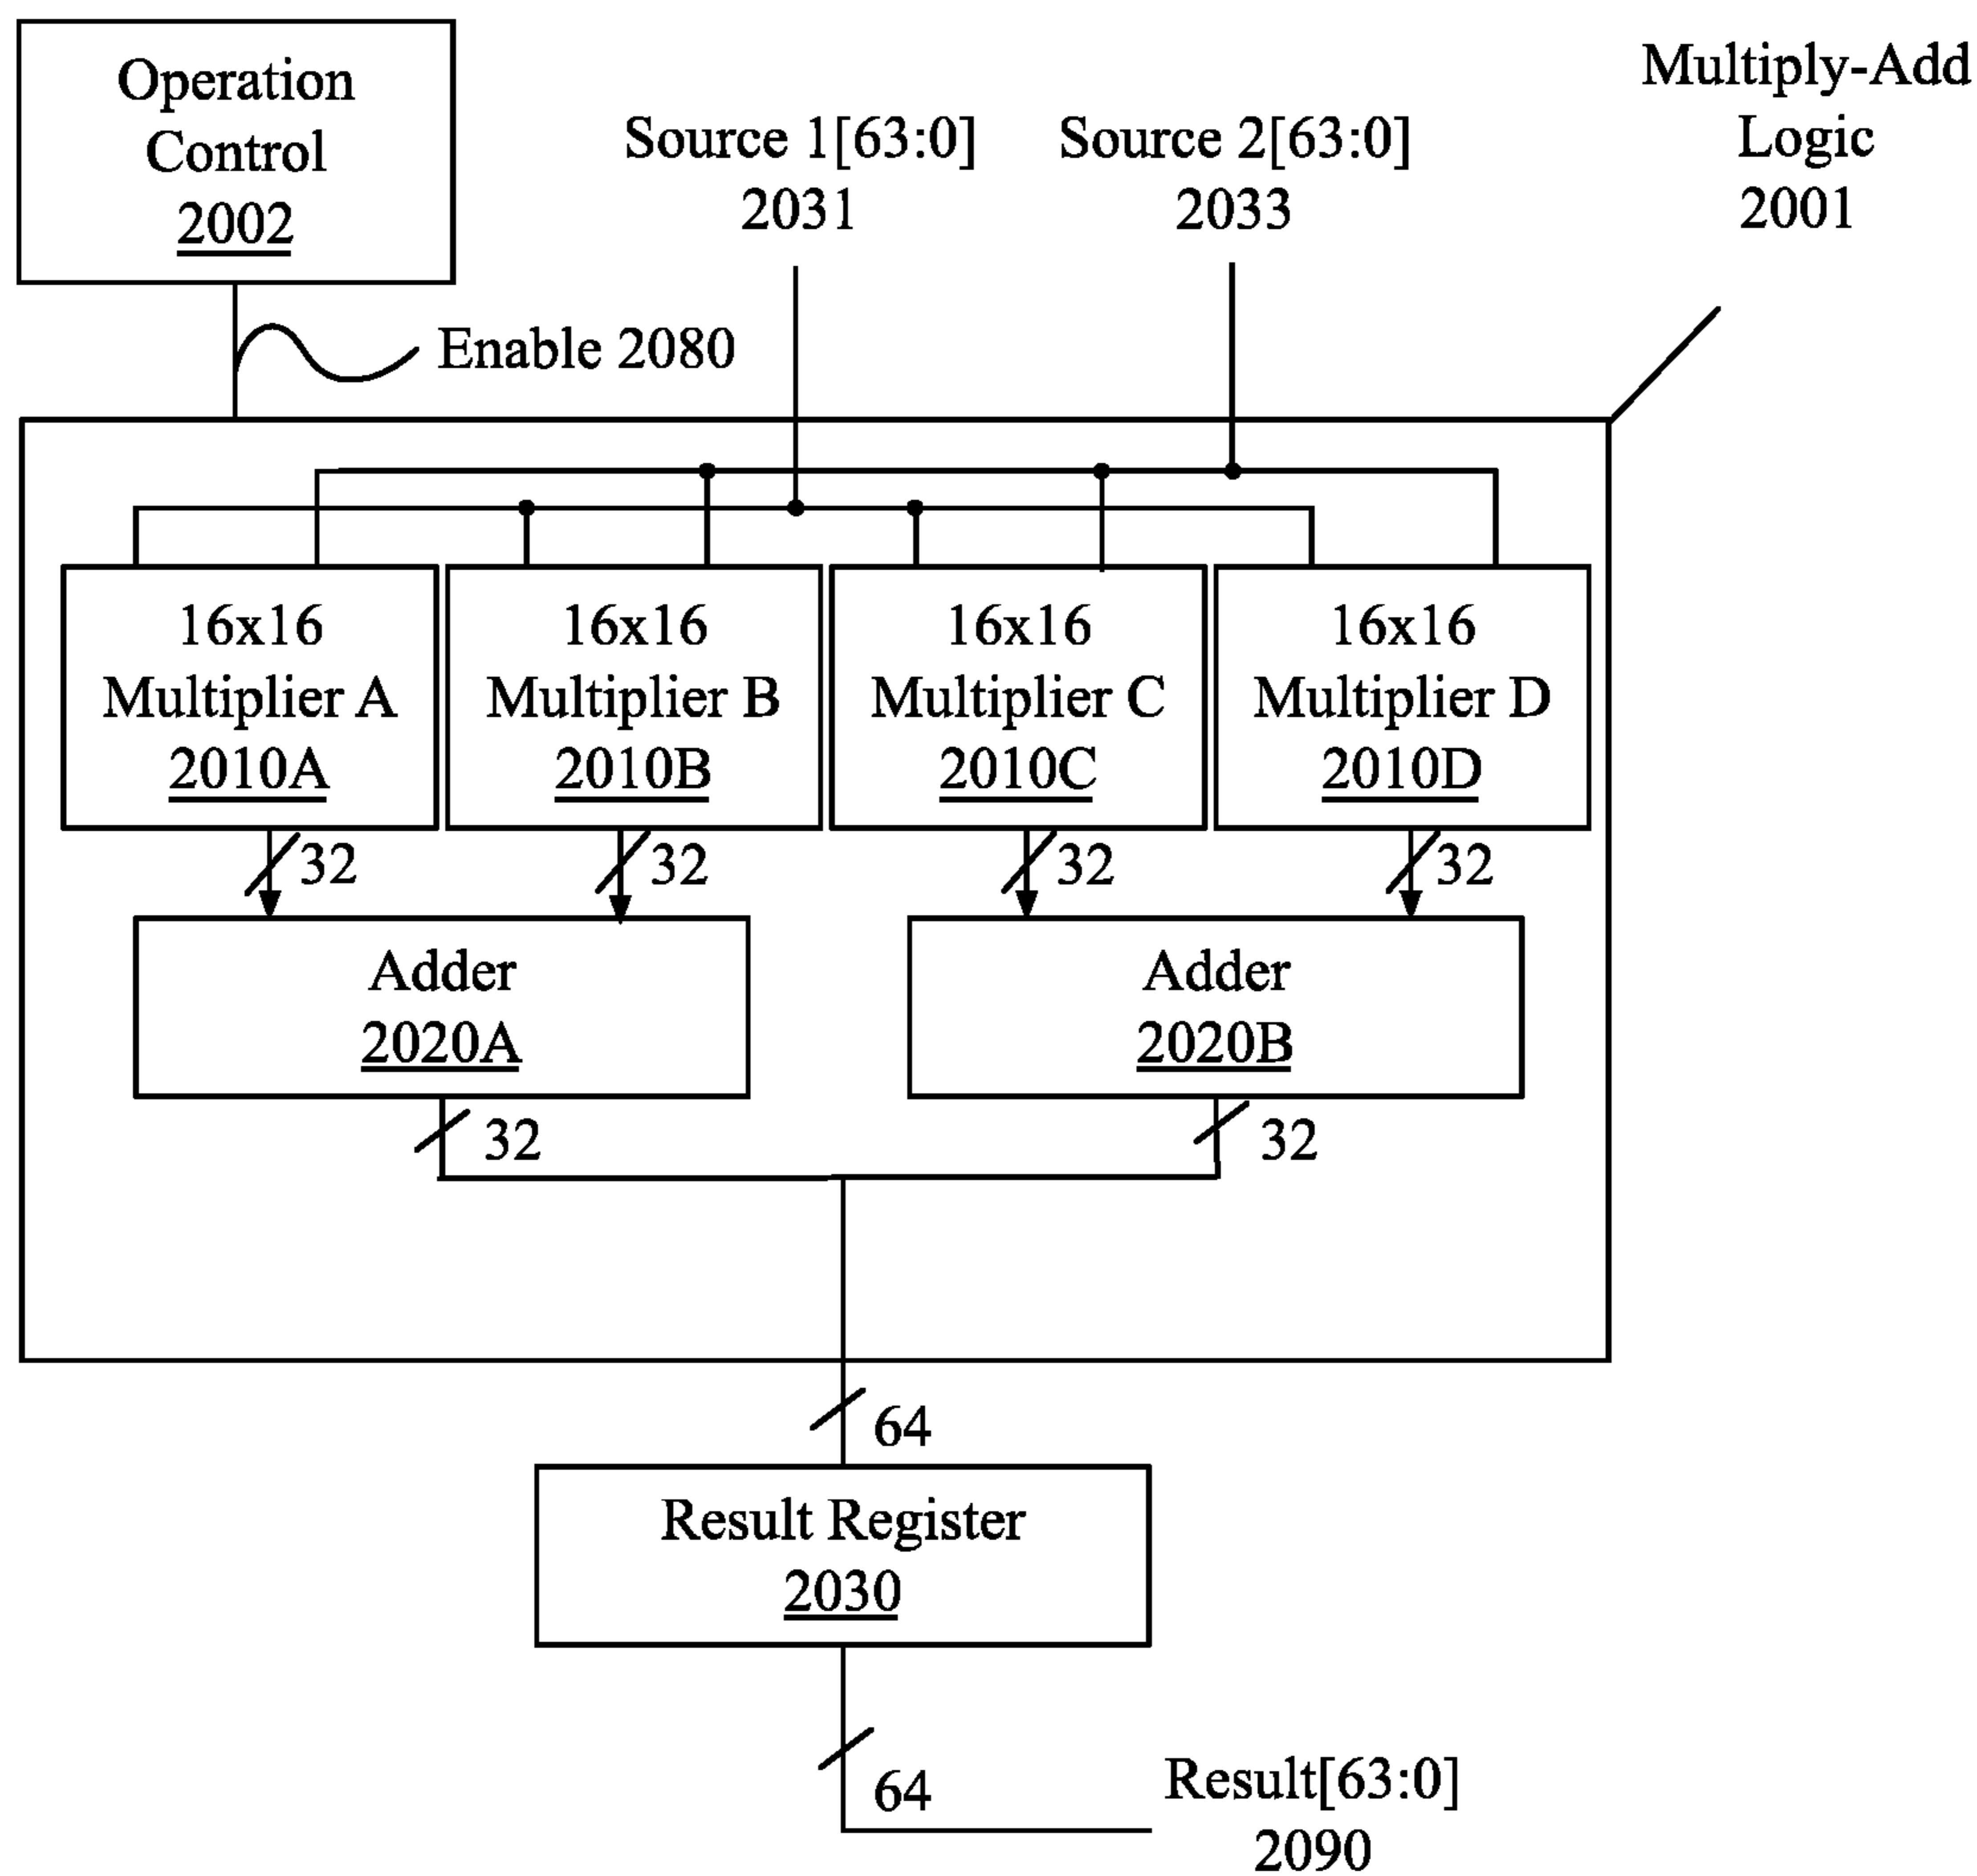 Operation
Control
2002
Source 1[63:0]
2031
Source 2[63:0]
2033
Multiply-Add
Logic
2001
Enable 2080
16x16
Multiplier A
2010A
16x16
Multiplier B
2010B
16x16
Multiplier C
2010C
16x16
Multiplier D
2010D
32
32
32
32
Adder
2020A
Adder
2020B
32
32
64
Result Register
2030
64
Result[63:0]
2090